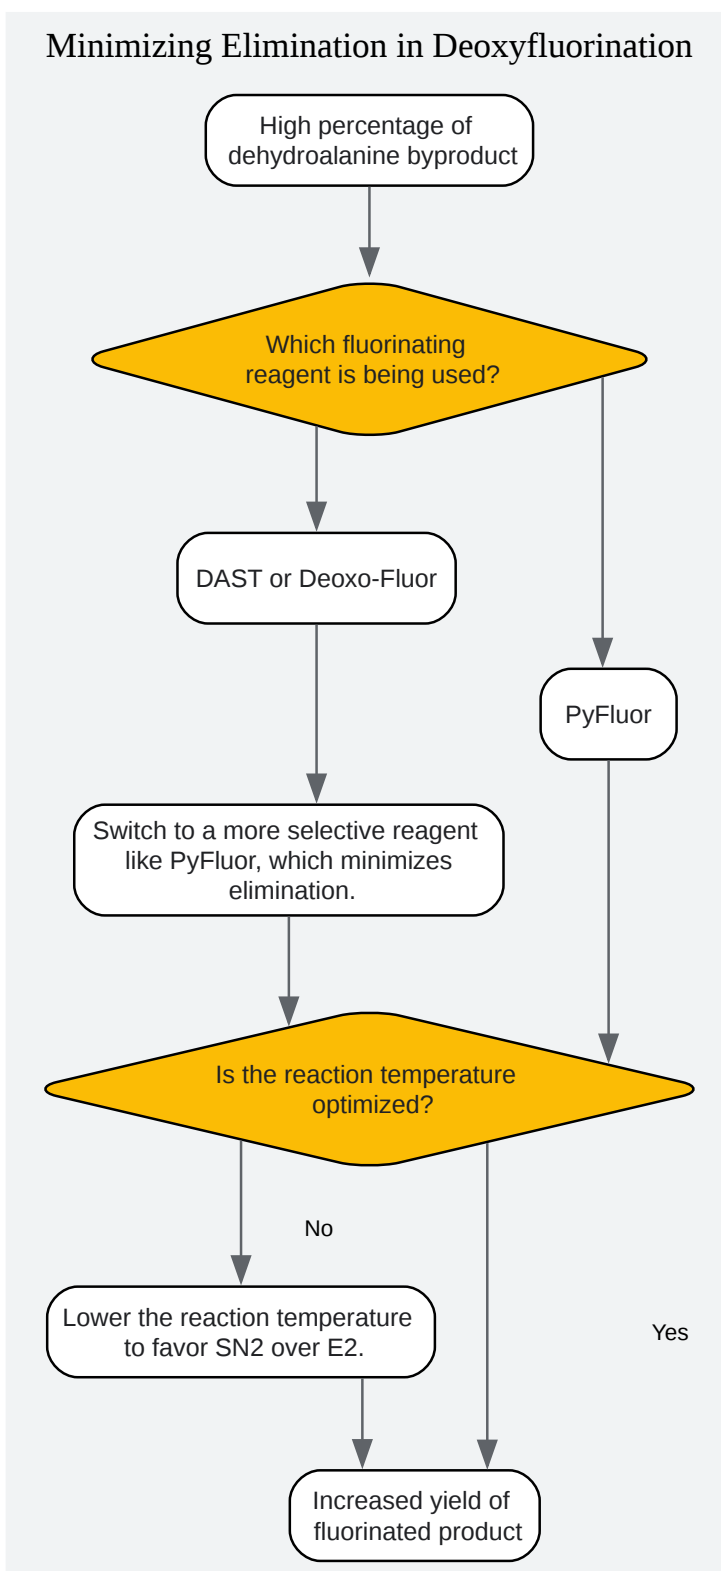 Minimizing Elimination in Deoxyfluorination
High percentage of
dehydroalanine byproduct
Which fluorinating
reagent is being used?
DAST or Deoxo-Fluor
PyFluor
Switch to a more selective reagent
like PyFluor, which minimizes
elimination.
Is the reaction temperature
optimized?
No
Lower the reaction temperature
to favor SN2 over E2.
Yes
Increased yield of
fluorinated product